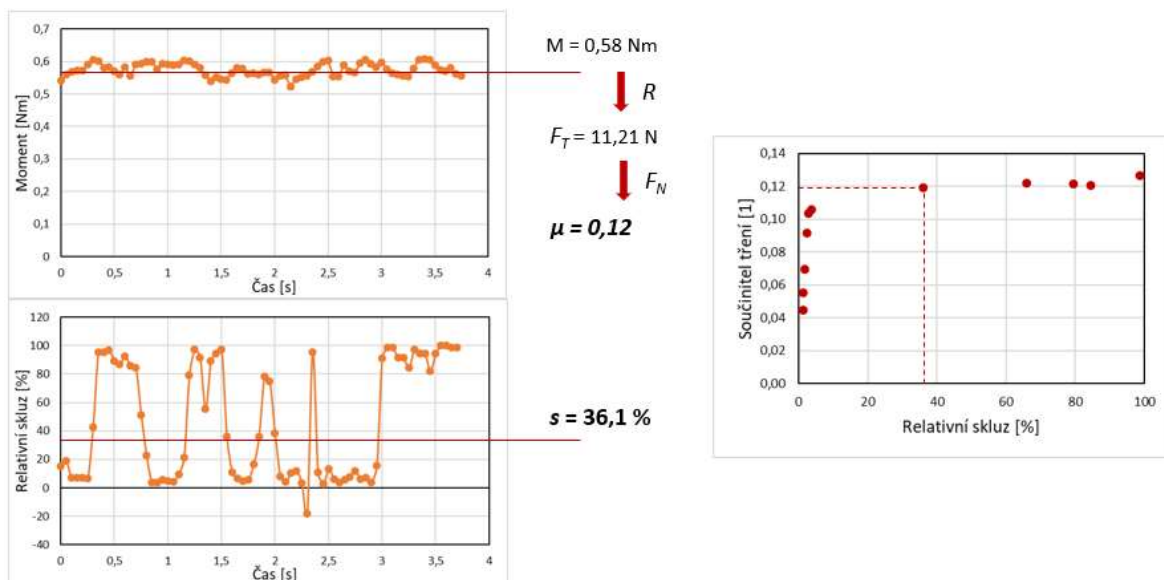 0,7
0,6
0,5
0,4
0,3
0,2
0,1
0
Moment [Nm]
0 0,5 1 1,5 2 2,5 3 3,5 4
Čas [s]
120
100
80
60
40
20
0
-20
-40
Relativní skluz [%]
0 0,5 1 1,5 2 2,5 3 3,5 4
Čas [s]
M = 0,58 Nm
R
F_T = 11,21 N
F_N
μ = 0,12
s = 36,1 %
0,14
0,12
0,10
0,08
0,06
0,04
0,02
0,00
Součinitel tření [1]
0 20 40 60 80 100
Relativní skluz [%]